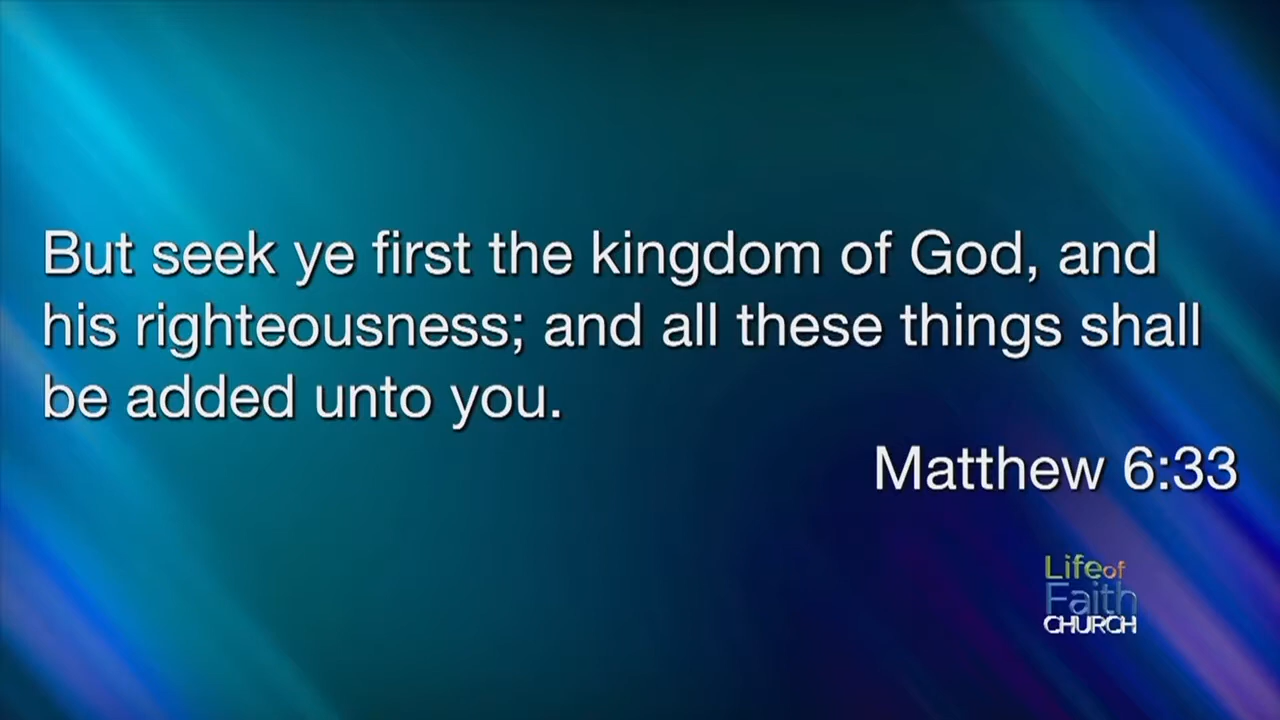 But seek ye first the kingdom of God, and
his righteousness; and all these things shall
be added unto you.
Matthew 6:33
Life of
Faith
CHURCH